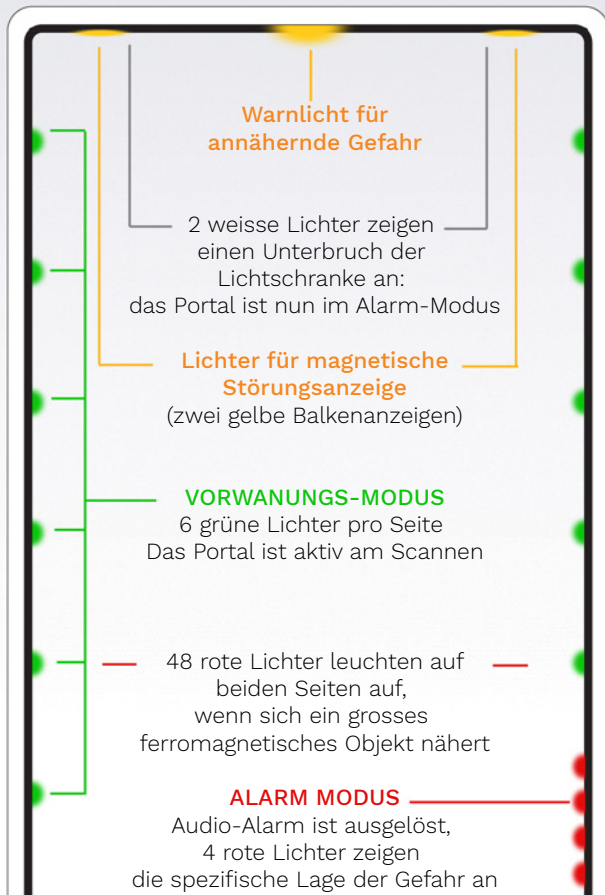 Warnlicht für
annähernde Gefahr
2 weisse Lichter zeigen
einen Unterbruch der
Lichtschranke an:
das Portal ist nun im Alarm-Modus
Lichter für magnetische
Störungsanzeige
(zwei gelbe Balkenanzeigen)
VORWANUNGS-MODUS
6 grüne Lichter pro Seite
Das Portal ist aktiv am Scannen
48 rote Lichter leuchten auf
beiden Seiten auf,
wenn sich ein grosses
ferromagnetisches Objekt nähert
ALARM MODUS
Audio-Alarm ist ausgelöst,
4 rote Lichter zeigen
die spezifische Lage der Gefahr an